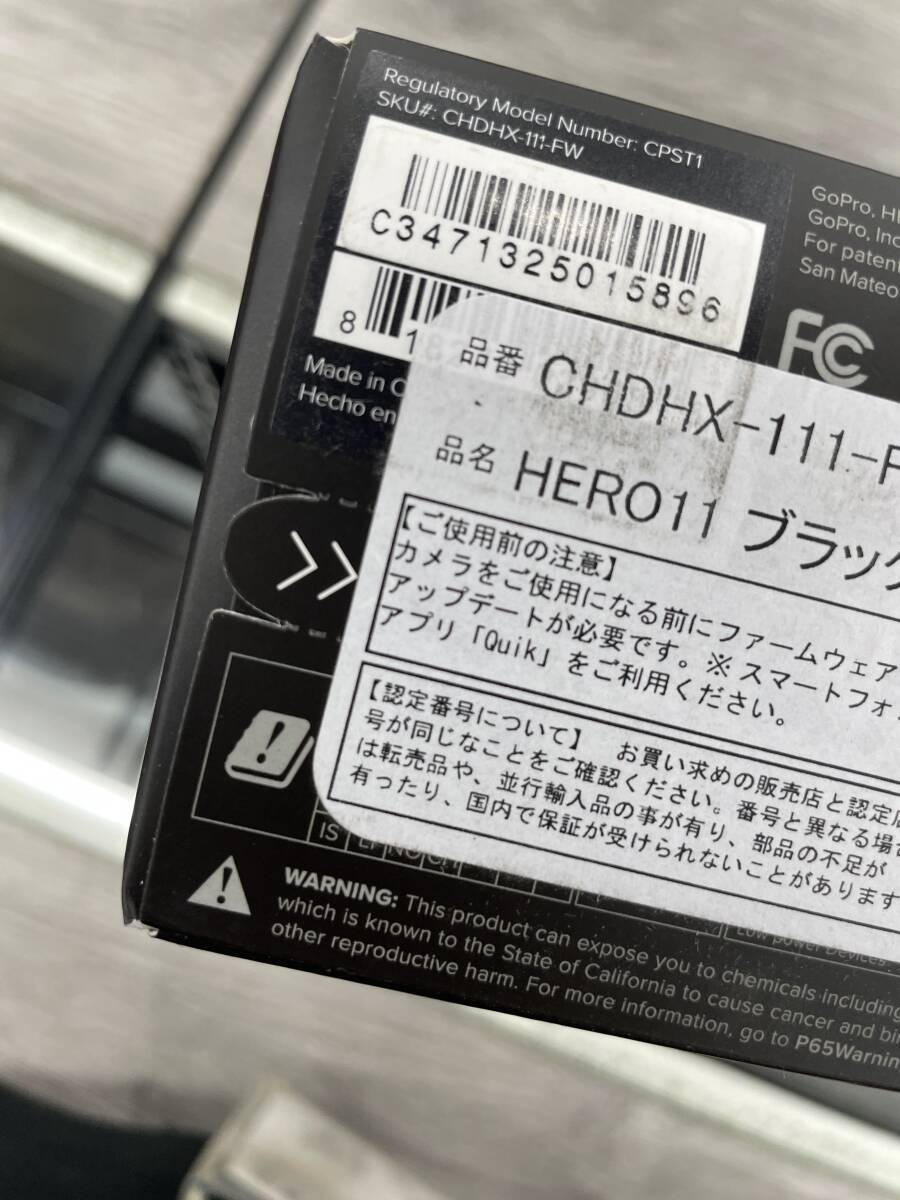 Regulatory Model Number: CPST1
SKU#: CHDHX-111-FW
C3471325015896
8
Made in
Hecho en
GoPro,
GoPro, Inc
For patent
San Mateo
FC
品番 CHDHX-111-
品名 HERO11 ブラック
【ご使用前の注意】
カメラをご使用になる前にファームウェア
アップデートが必要です。※スマートフォ
アプリ「Quik」をご利用ください。
【認定番号について】 お買い求めの販売店と認定店
号が同じなことをご確認ください。番号と異なる場合
は転売品や、並行輸入品の事が有り、部品の不足が
有ったり、国内で保証が受けられないことがあります
IS
WARNING: This product can expose you to chemicals including
which is known to the State of California to cause cancer and
other reproductive harm. For more information, go to P65Warnin